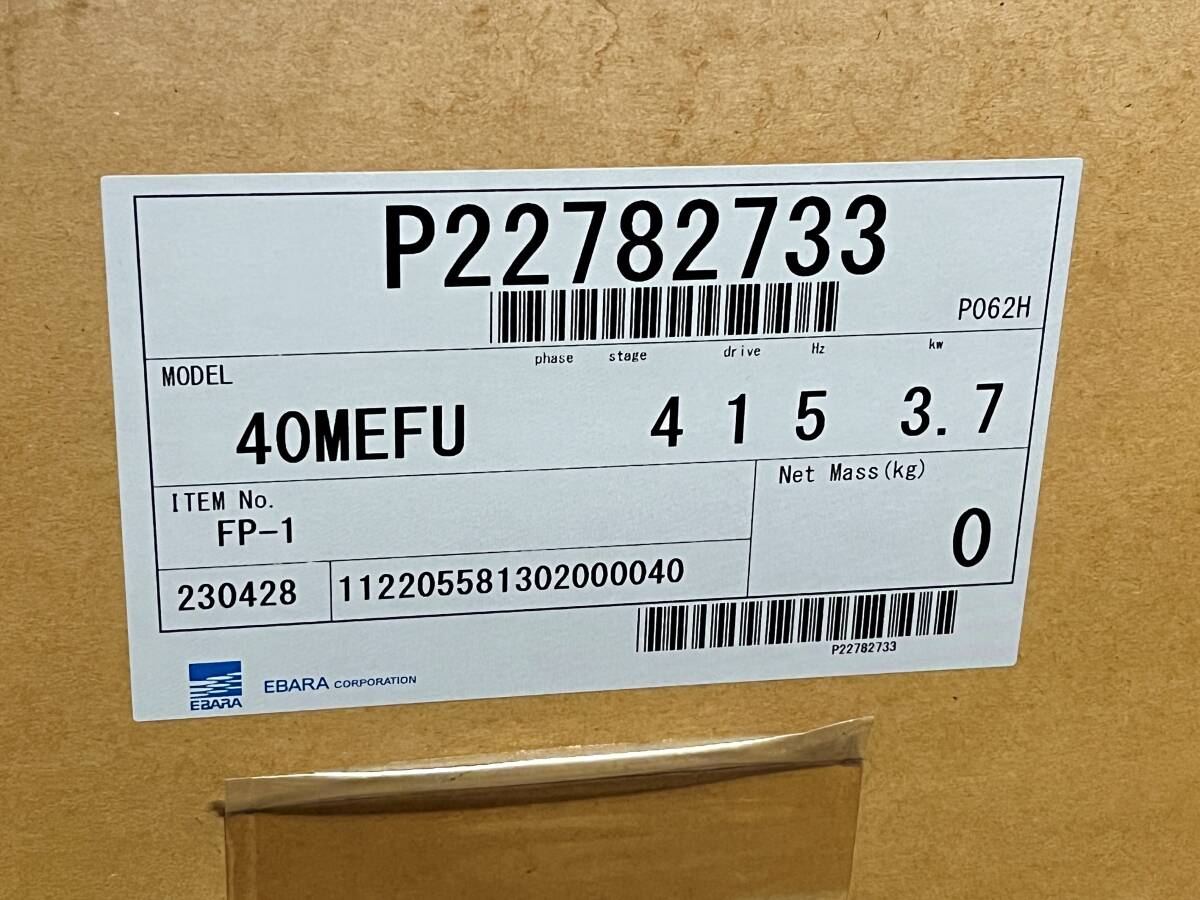 P22782733
P062H
MODEL phase stage drive Hz kw
40MEFU 4 1 5 3.7
ITEM No. Net Mass(kg)
FP-1
0
230428 112205581302000040
P22782733
EBARA EBARA CORPORATION